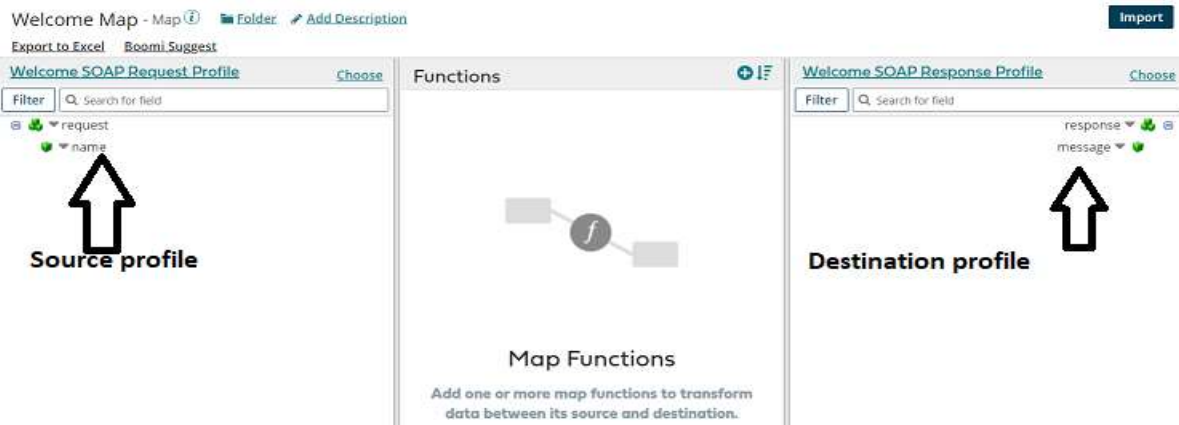 Welcome Map - Map i Folder Add Description
Import
Export to Excel Boomi Suggest
Welcome SOAP Request Profile Choose
Filter Search for field
request
name
Source profile
Functions
f
Map Functions
Add one or more map functions to transform
data between its source and destination.
Welcome SOAP Response Profile Choose
Filter Search for field
response
message
Destination profile